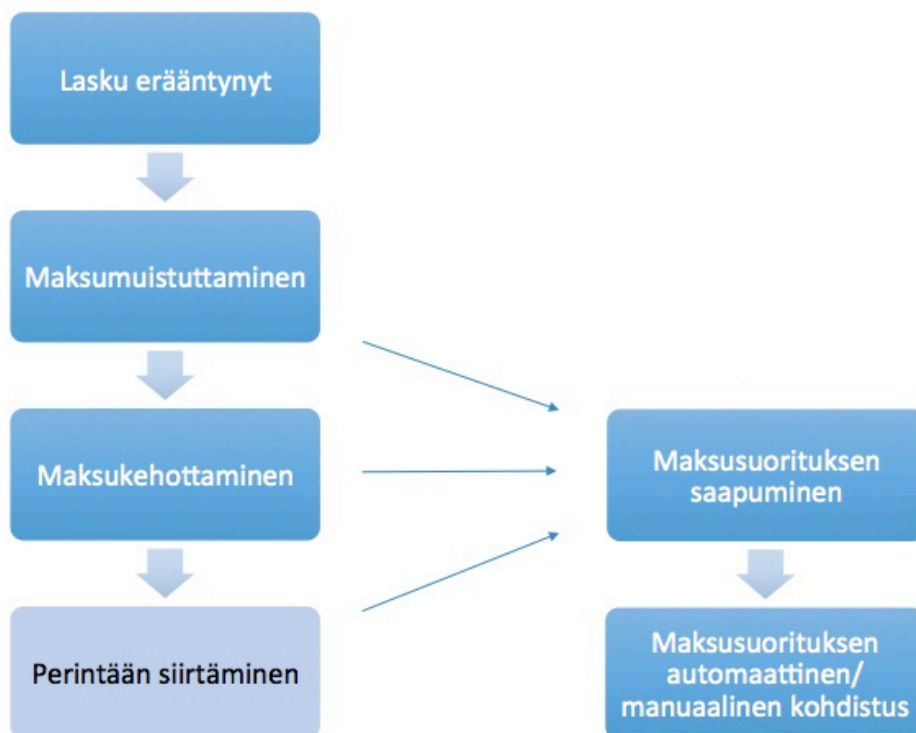 Lasku erääntynyt
Maksumuistuttaminen
Maksukehottaminen
Perintään siirtäminen
Maksusuorituksen
saapuminen
Maksusuorituksen
automaattinen/
manuaalinen kohdistus